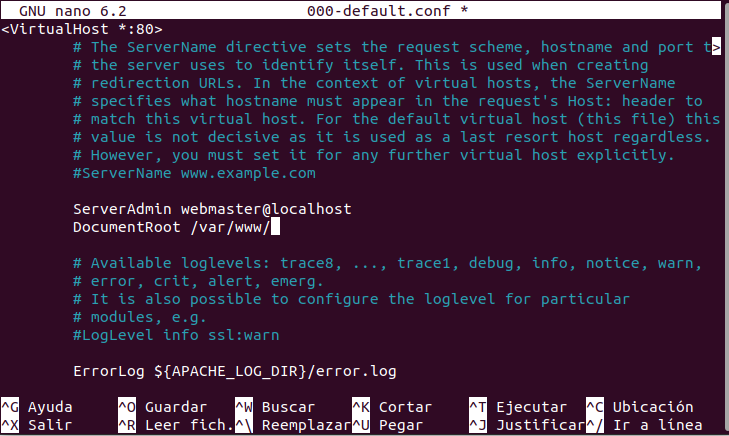 GNU nano 6.2 000-default.conf *
<VirtualHost *:80>
# The ServerName directive sets the request scheme, hostname and port t>
# the server uses to identify itself. This is used when creating
# redirection URLs. In the context of virtual hosts, the ServerName
# specifies what hostname must appear in the request's Host: header to
# match this virtual host. For the default virtual host (this file) this
# value is not decisive as it is used as a last resort host regardless.
# However, you must set it for any further virtual host explicitly.
#ServerName www.example.com
ServerAdmin webmaster@localhost
DocumentRoot /var/www/
# Available loglevels: trace8, ..., trace1, debug, info, notice, warn,
# error, crit, alert, emerg.
# It is also possible to configure the loglevel for particular
# modules, e.g.
#LogLevel info ssl:warn
ErrorLog ${APACHE_LOG_DIR}/error.log
^G Ayuda ^O Guardar ^W Buscar ^K Cortar ^T Ejecutar ^C Ubicación
^X Salir ^R Leer fich. ^\ Reemplazar ^U Pegar ^J Justificar ^/ Ir a línea